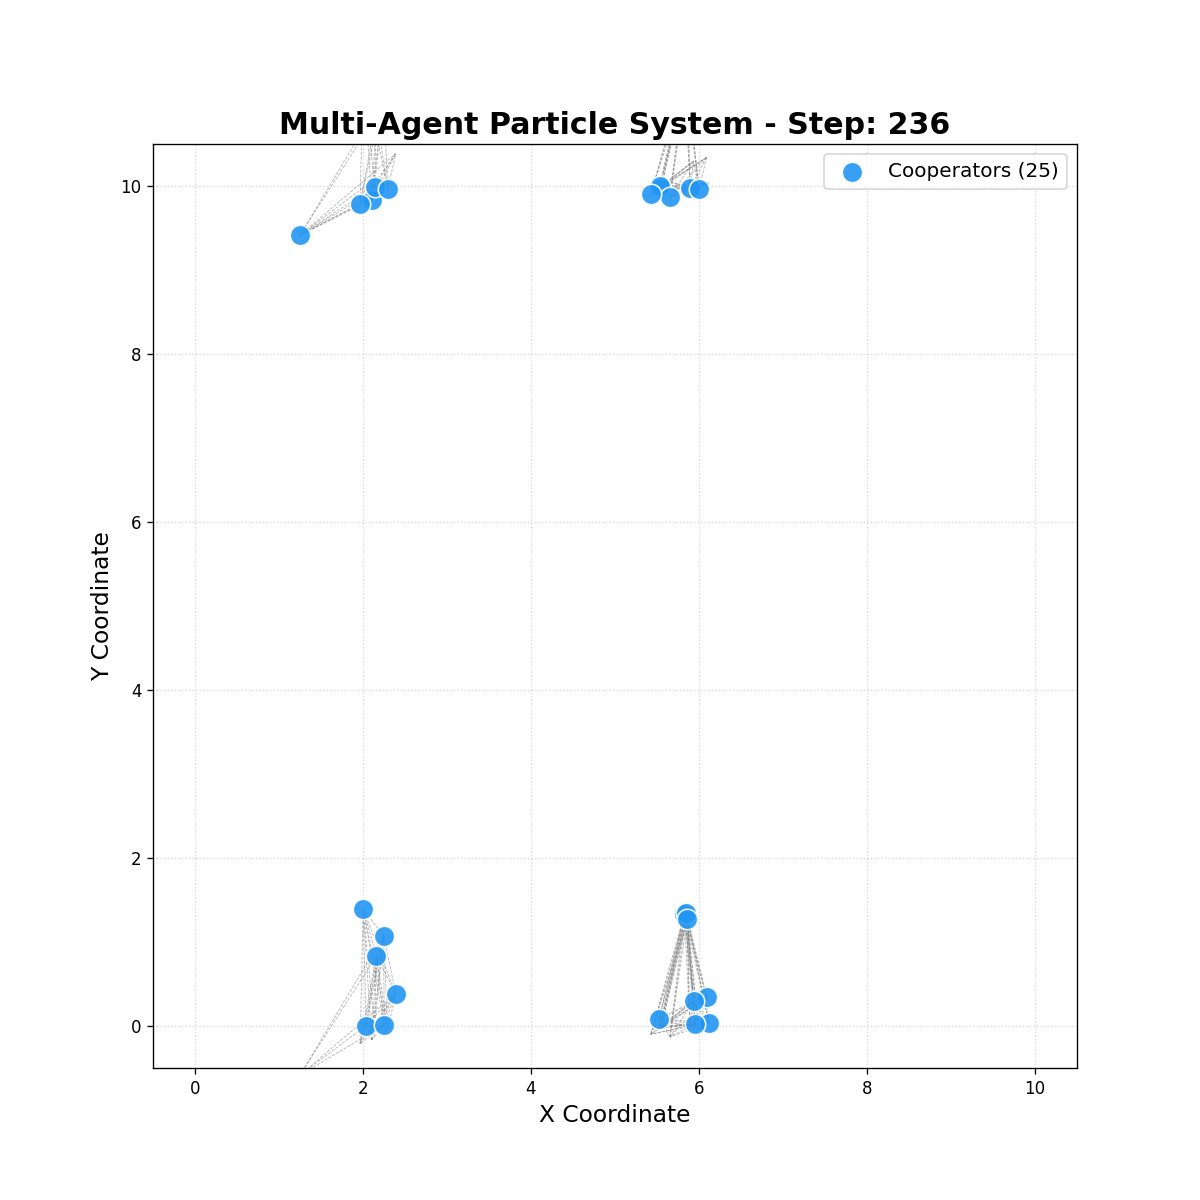 Multi-Agent Particle System - Step: 236
Cooperators (25)
10
8
6
4
2
0
Y Coordinate
0 2 4 6 8 10
X Coordinate